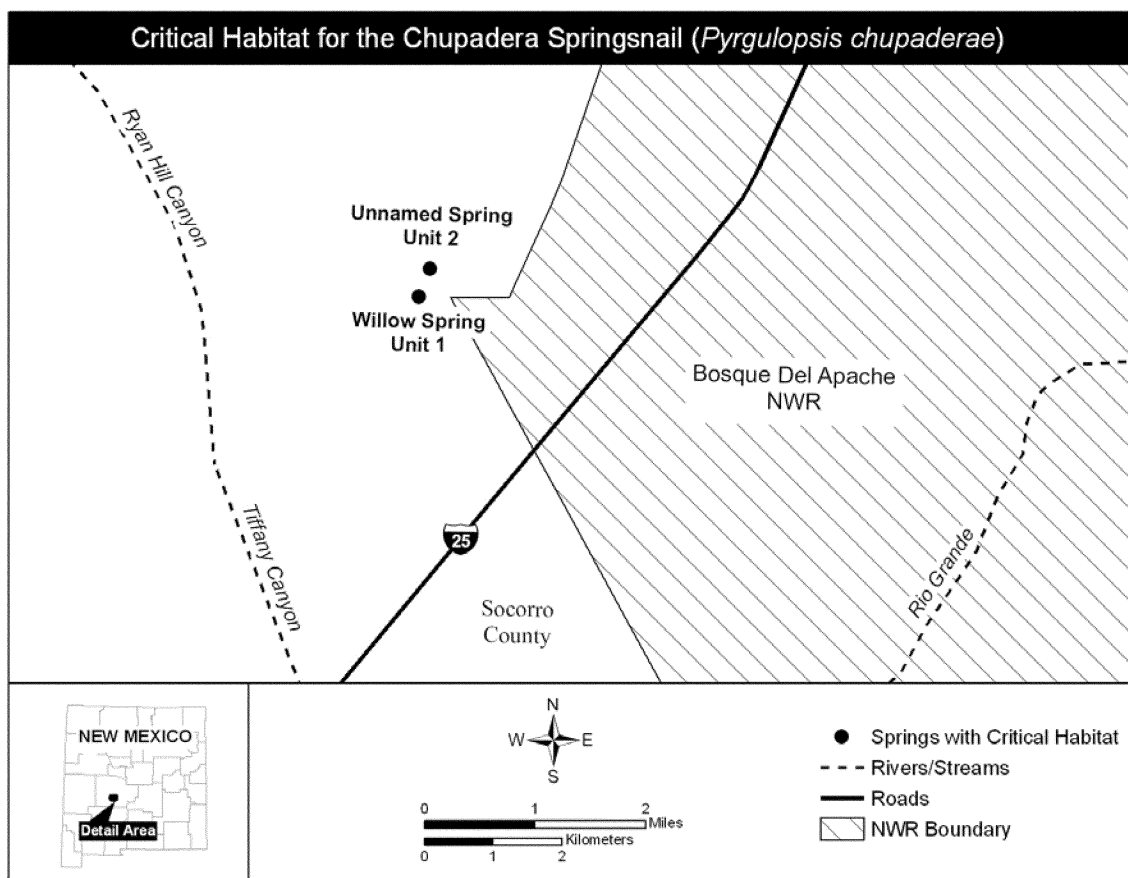 Critical Habitat for the Chupadera Springsnail (Pyrgulopsis chupaderae)
Ryan Hill Canyon
Unnamed Spring
Unit 2
Willow Spring
Unit 1
Bosque Del Apache
NWR
Tiffany Canyon
25
Rio Grande
Socorro
County
NEW MEXICO
Detail Area
N
W E
S
0 1 2
Miles
Kilometers
0 1 2
Springs with Critical Habitat
Rivers/Streams
Roads
NWR Boundary